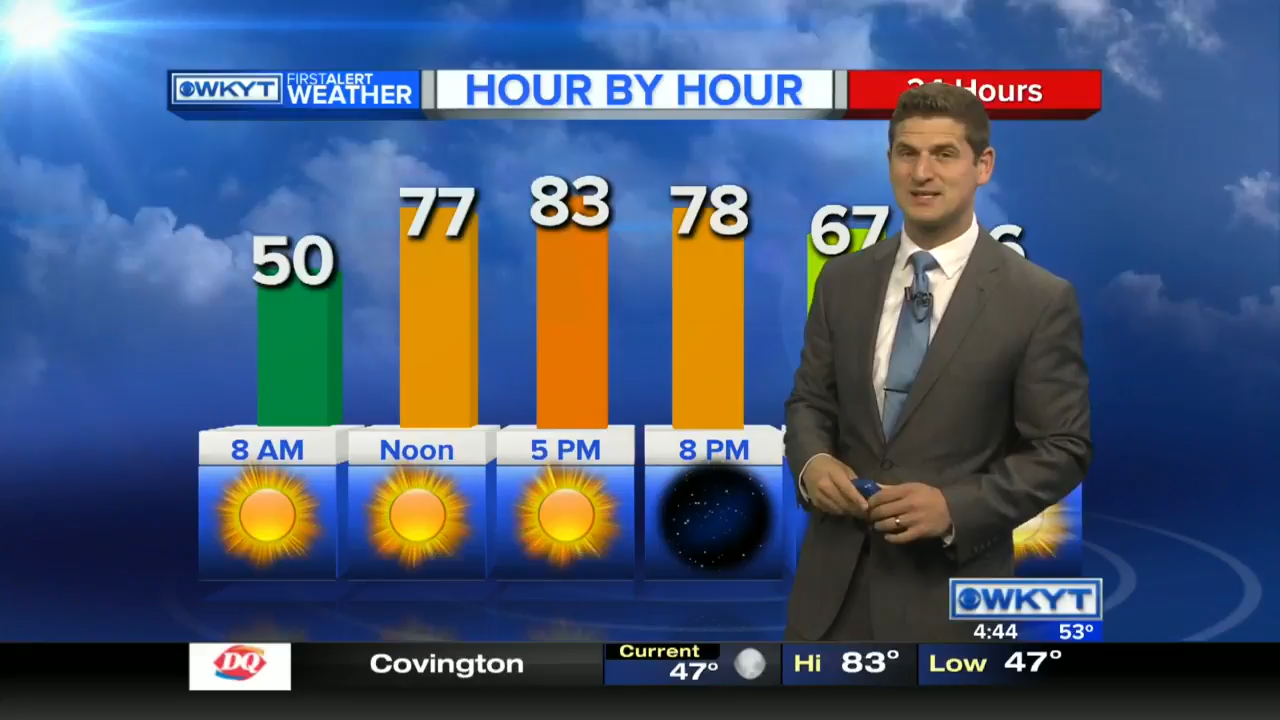 WKYT FIRST ALERT WEATHER
HOUR BY HOUR
Hours
50
77
83
78
67
6
8 AM
Noon
5 PM
8 PM
WKYT
4:44 53°
DQ
Covington
Current
47°
Hi 83°
Low 47°